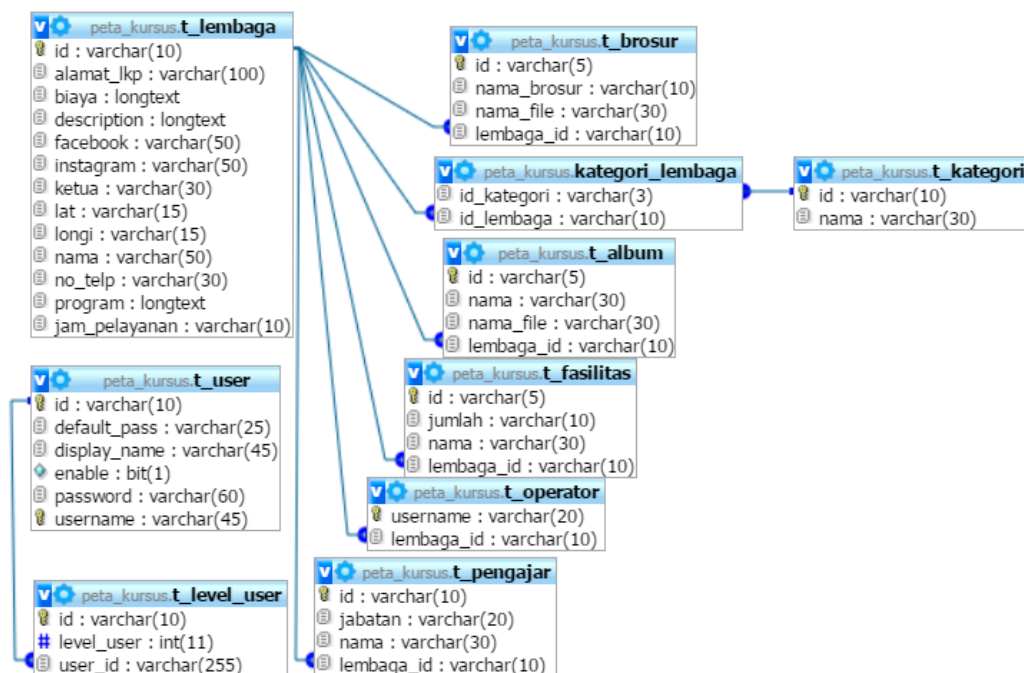 peta_kursus.t_lembaga
id : varchar(10)
alamat_lkp : varchar(100)
biaya : longtext
description : longtext
facebook : varchar(50)
instagram : varchar(50)
ketua : varchar(30)
lat : varchar(15)
longi : varchar(15)
nama : varchar(50)
no_telp : varchar(30)
program : longtext
jam_pelayanan : varchar(10)
peta_kursus.t_brosur
id : varchar(5)
nama_brosur : varchar(10)
nama_file : varchar(30)
lembaga_id : varchar(10)
peta_kursus.kategori_lembaga
id_kategori : varchar(3)
id_lembaga : varchar(10)
peta_kursus.t_kategori
id : varchar(10)
nama : varchar(30)
peta_kursus.t_album
id : varchar(5)
nama : varchar(30)
nama_file : varchar(30)
lembaga_id : varchar(10)
peta_kursus.t_fasilitas
id : varchar(5)
jumlah : varchar(10)
nama : varchar(30)
lembaga_id : varchar(10)
peta_kursus.t_user
id : varchar(10)
default_pass : varchar(25)
display_name : varchar(45)
enable : bit(1)
password : varchar(60)
username : varchar(45)
peta_kursus.t_operator
username : varchar(20)
lembaga_id : varchar(10)
peta_kursus.t_pengajar
id : varchar(10)
jabatan : varchar(20)
nama : varchar(30)
lembaga_id : varchar(10)
peta_kursus.t_level_user
id : varchar(10)
# level_user : int(11)
user_id : varchar(255)